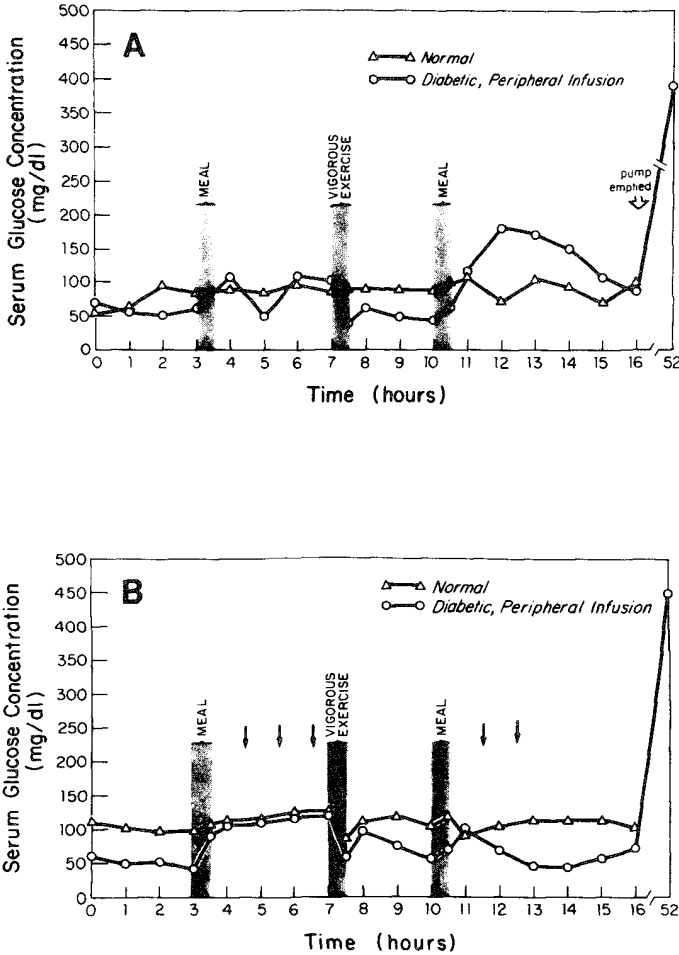 A
500
450
400
350
300
250
200
150
100
50
0
Serum Glucose Concentration
(mg/dl)
Normal
Diabetic, Peripheral Infusion
MEAL
VIGOROUS
EXERCISE
MEAL
pump
emptied
0 1 2 3 4 5 6 7 8 9 10 11 12 13 14 15 16 52
Time (hours)
B
500
450
400
350
300
250
200
150
100
50
0
Serum Glucose Concentration
(mg/dl)
Normal
Diabetic, Peripheral Infusion
MEAL
VIGOROUS
EXERCISE
MEAL
0 1 2 3 4 5 6 7 8 9 10 11 12 13 14 15 16 52
Time (hours)